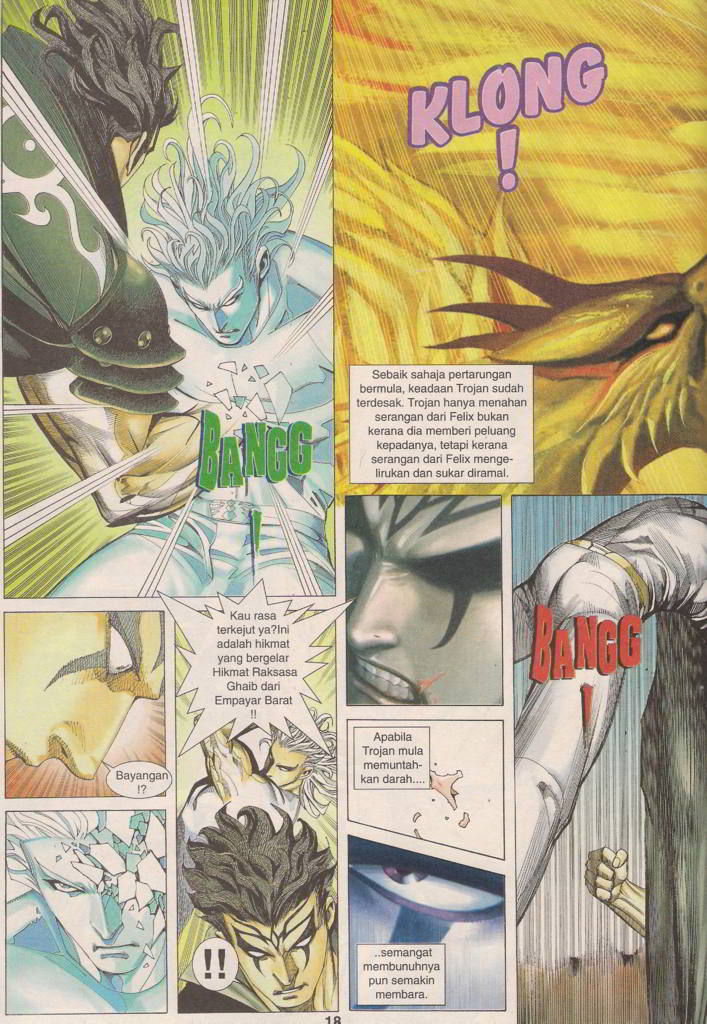 BANGG
!
KLONG
!
Sebaik sahaja pertarungan
bermula, keadaan Trojan sudah
terdesak. Trojan hanya menahan
serangan dari Felix bukan
kerana dia memberi peluang
kepadanya, tetapi kerana
serangan dari Felix menge-
lirukan dan sukar diramal.
Bayangan
!?
Kau rasa
terkejut ya?Ini
adalah hikmat
yang bergelar
Hikmat Raksasa
Ghaib dari
Empayar Barat
!!
!!
Apabila
Trojan mula
memuntah-
kan darah....
..semangat
membunuhnya
pun semakin
membara.
BANGG
!
18